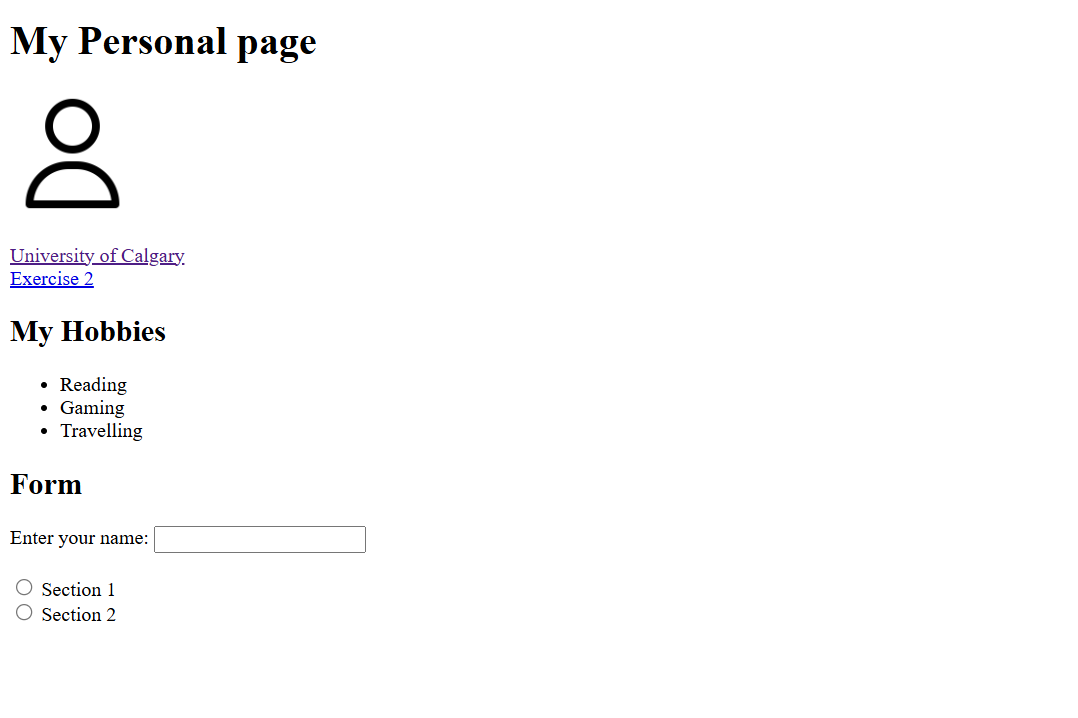 My Personal page
University of Calgary
Exercise 2
My Hobbies
Reading
Gaming
Travelling
Form
Enter your name:
Section 1
Section 2